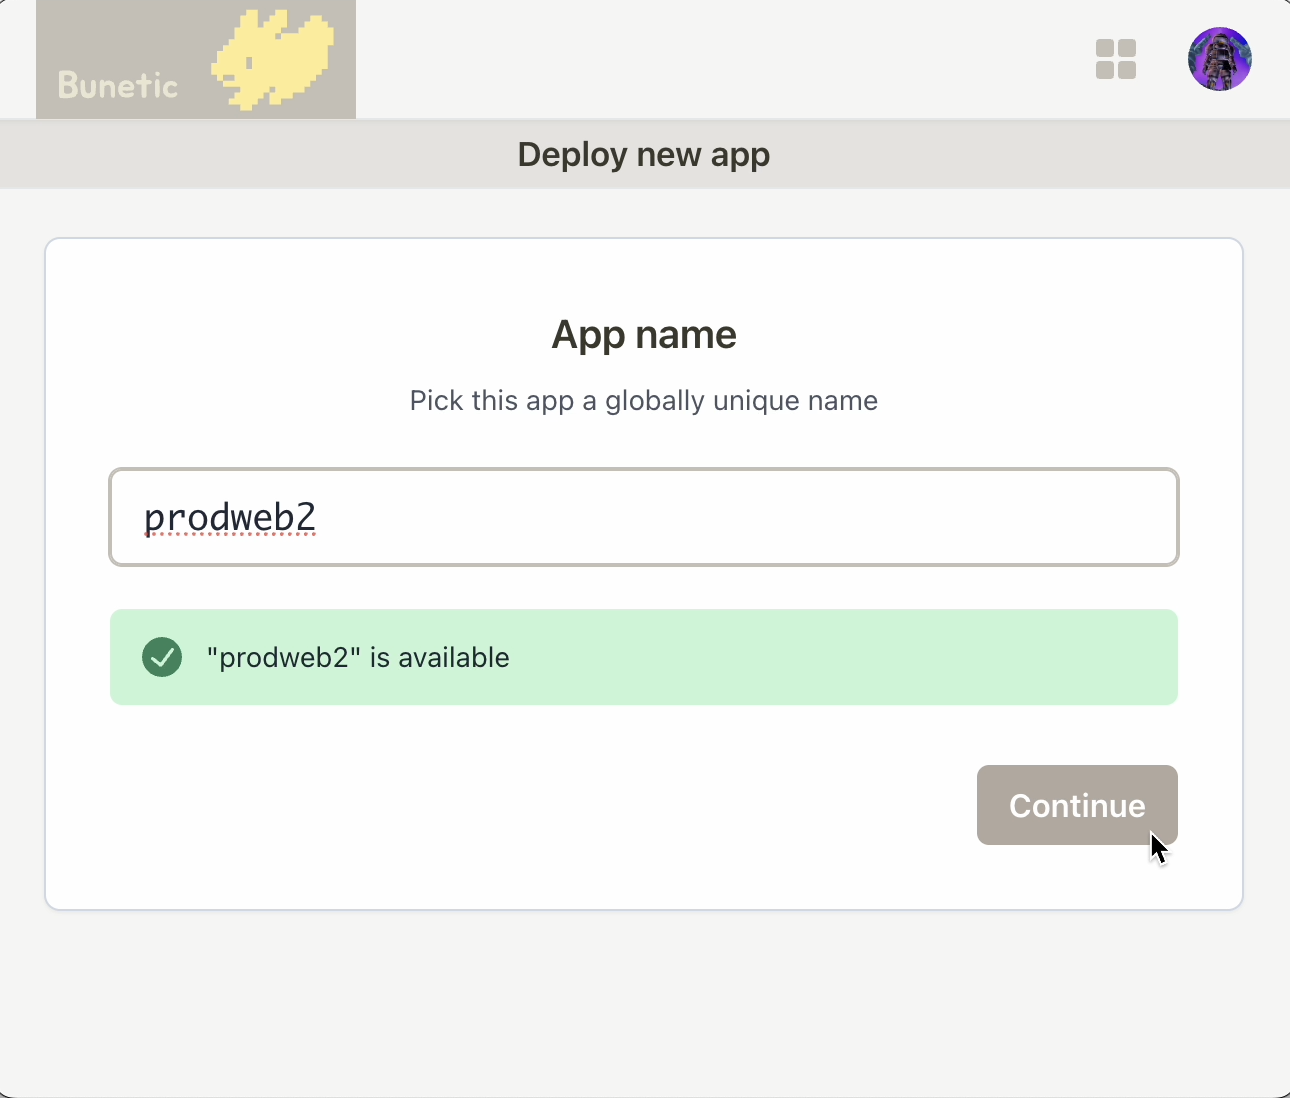 Bunetic
Deploy new app
App name
Pick this app a globally unique name
prodweb2
"prodweb2" is available
Continue